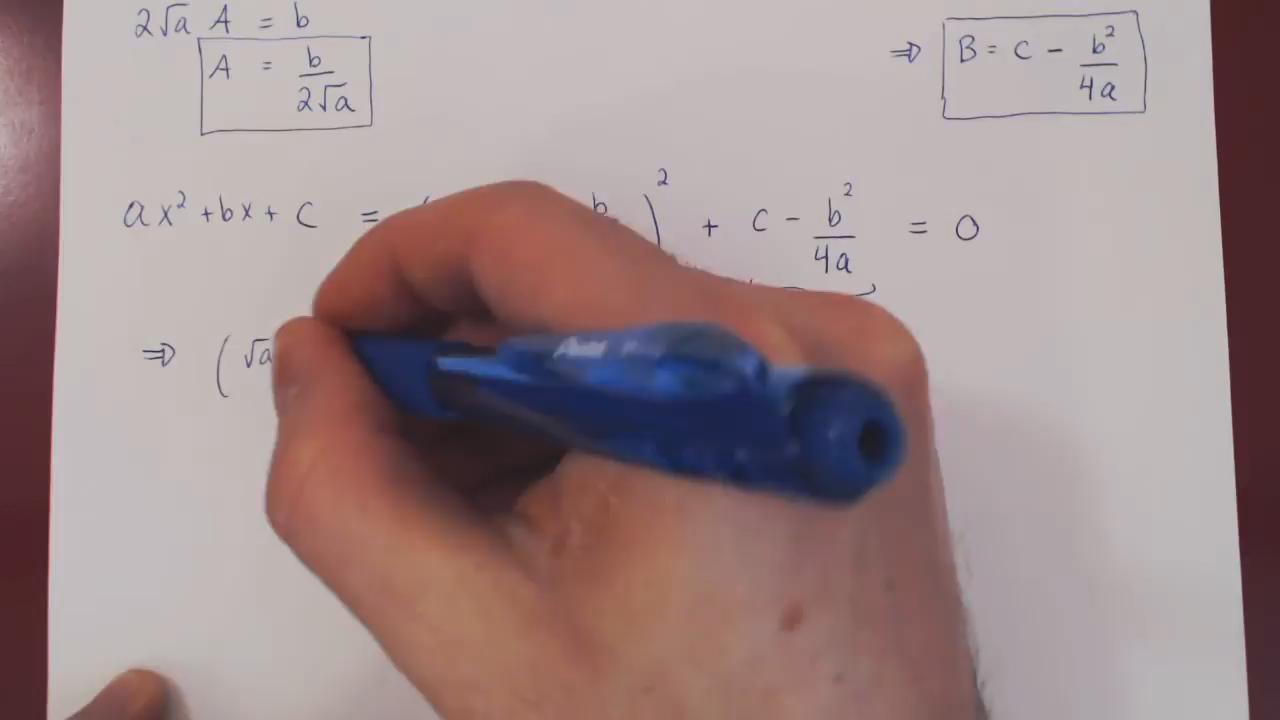 2√a A = b
A = b/2√a
⇒ B = c - b²/4a
ax² + bx + c = ( b )² + c - b²/4a = 0
⇒ ( √a